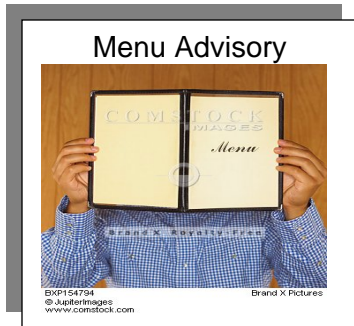 Menu Advisory
COMSTOCK
IMAGES
Menu
Brand X Royalty-Free
BXP154794
Brand X Pictures
© JupiterImages
www.comstock.com